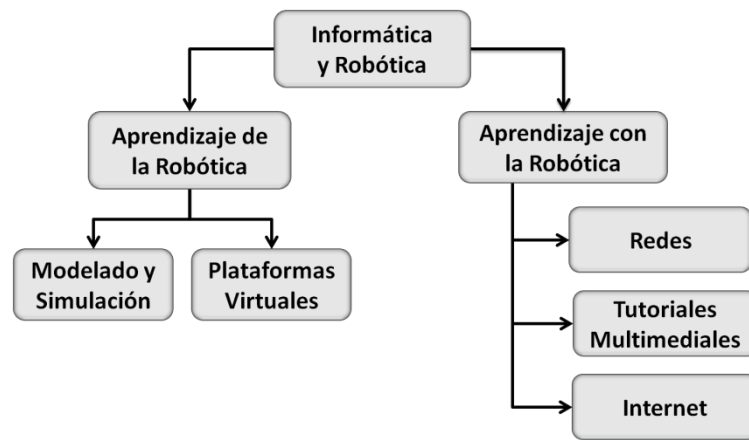 Informática
y Robótica
Aprendizaje de
la Robótica
Aprendizaje con
la Robótica
Modelado y
Simulación
Plataformas
Virtuales
Redes
Tutoriales
Multimediales
Internet